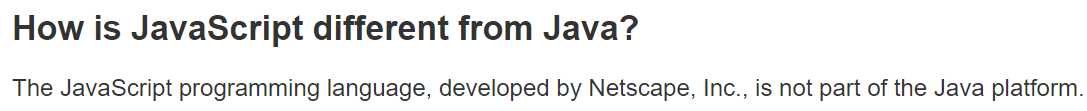 How is JavaScript different from Java?
The JavaScript programming language, developed by Netscape, Inc., is not part of the Java platform.